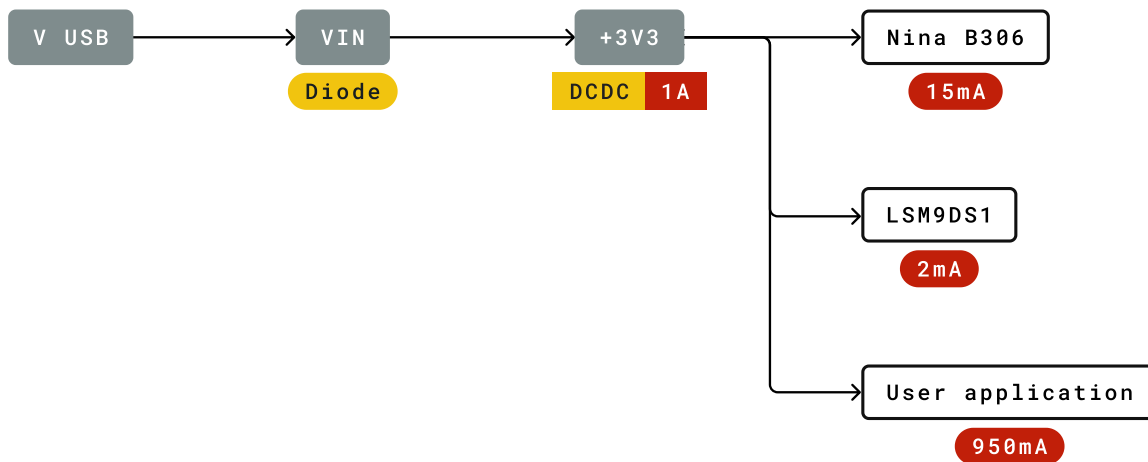 V USB
VIN
+3V3
Nina B306
Diode
DCDC
1A
15mA
LSM9DS1
2mA
User application
950mA